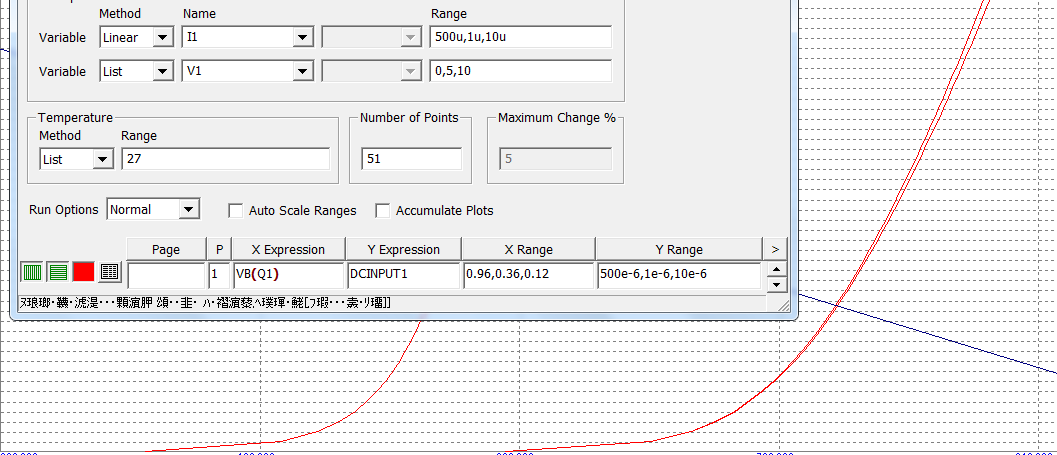 Method Name Range
Variable Linear I1 500u,1u,10u
Variable List V1 0,5,10
Temperature Number of Points Maximum Change %
Method Range
List 27 51 5
Run Options Normal Auto Scale Ranges Accumulate Plots
Page P X Expression Y Expression X Range Y Range >
1 VB(Q1) DCINPUT1 0.96,0.36,0.12 500e-6,1e-6,10e-6